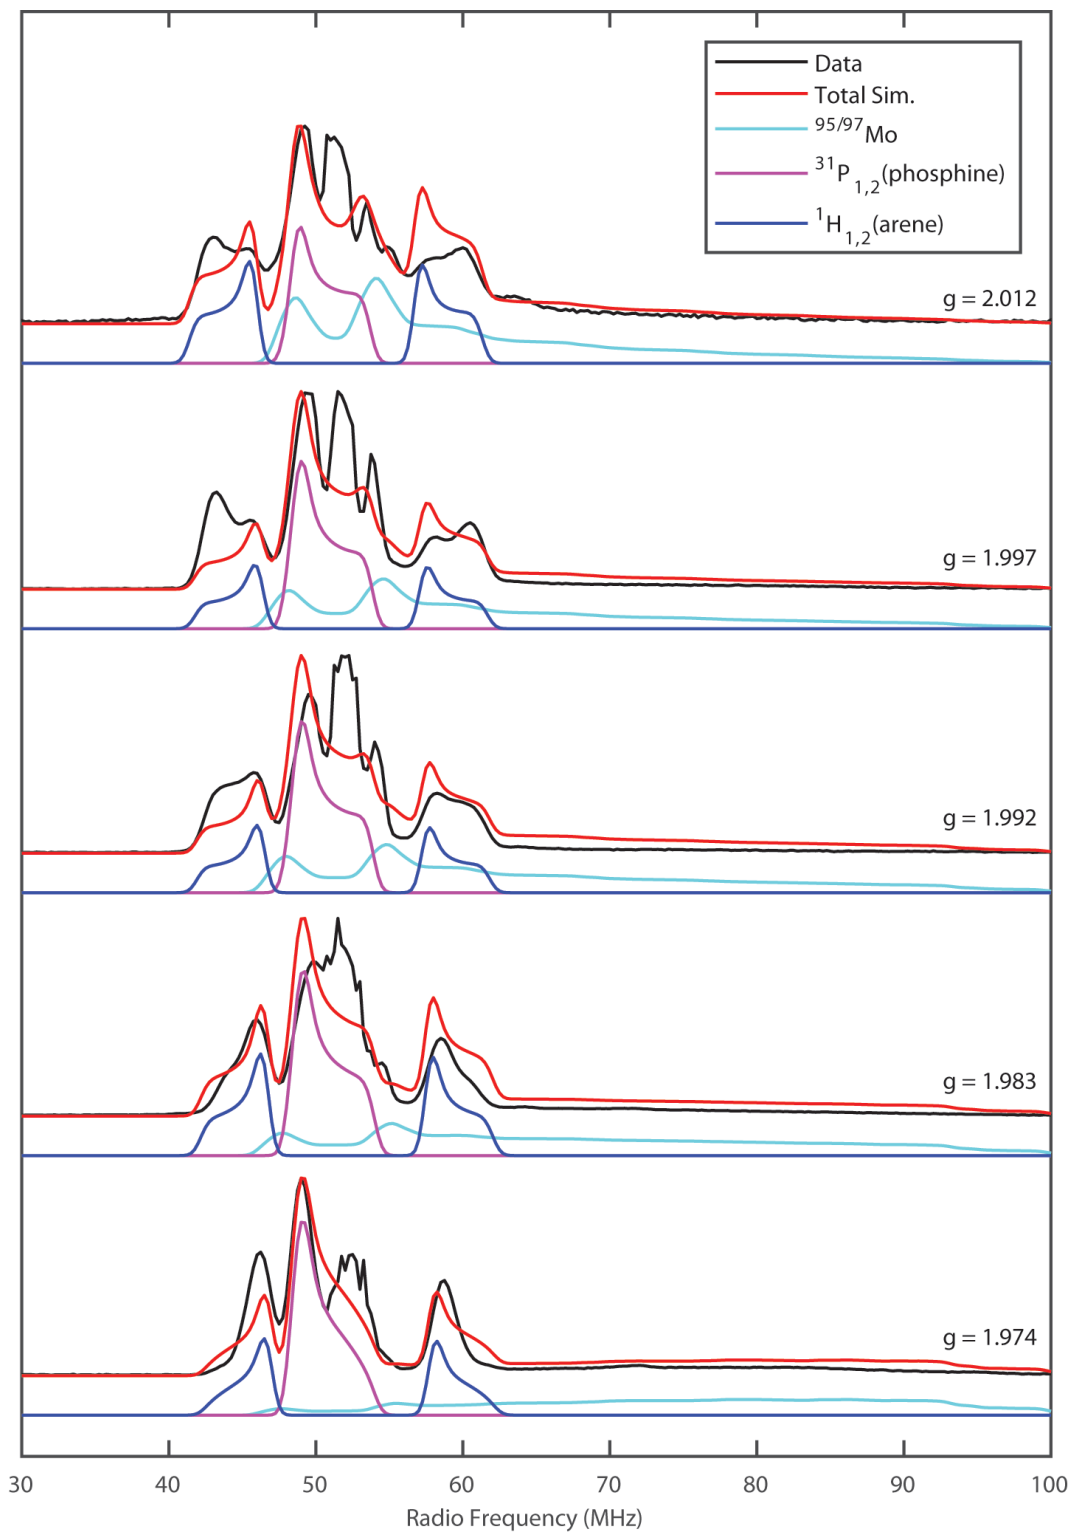 Data
Total Sim.
95/97Mo
31P1,2(phosphine)
1H1,2(arene)
g = 2.012
g = 1.997
g = 1.992
g = 1.983
g = 1.974
30 40 50 60 70 80 90 100
Radio Frequency (MHz)